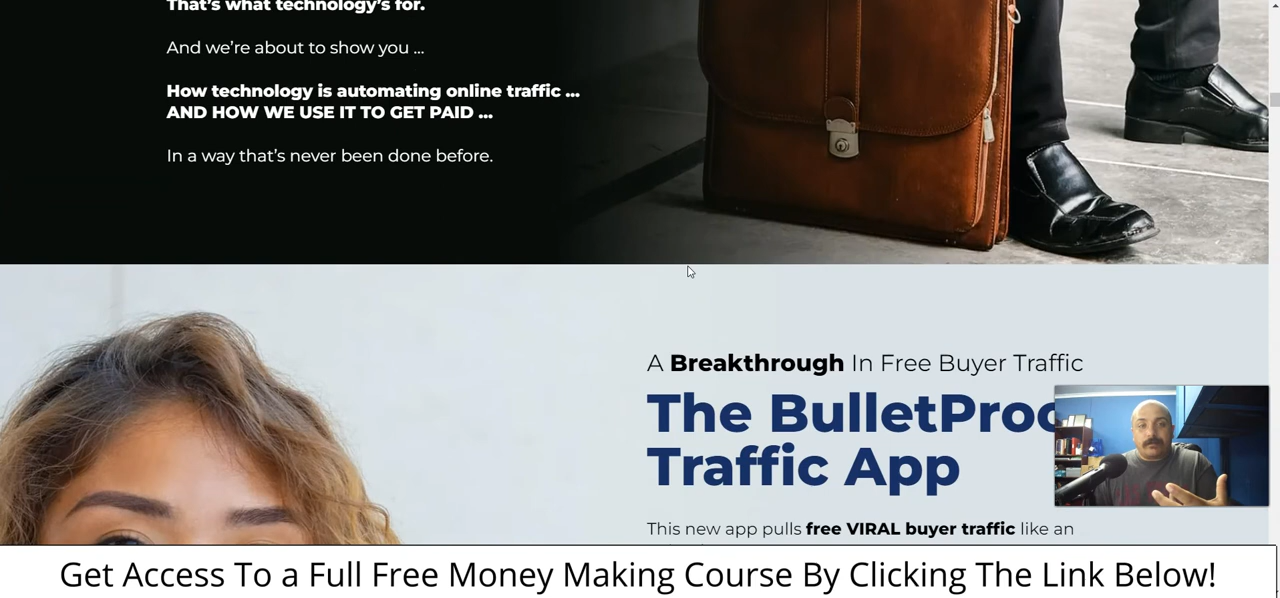 That's what technology's for.
And we're about to show you ...
How technology is automating online traffic ...
AND HOW WE USE IT TO GET PAID ...
In a way that's never been done before.
A Breakthrough In Free Buyer Traffic
The BulletProo
Traffic App
This new app pulls free VIRAL buyer traffic like an
Get Access To a Full Free Money Making Course By Clicking The Link Below!